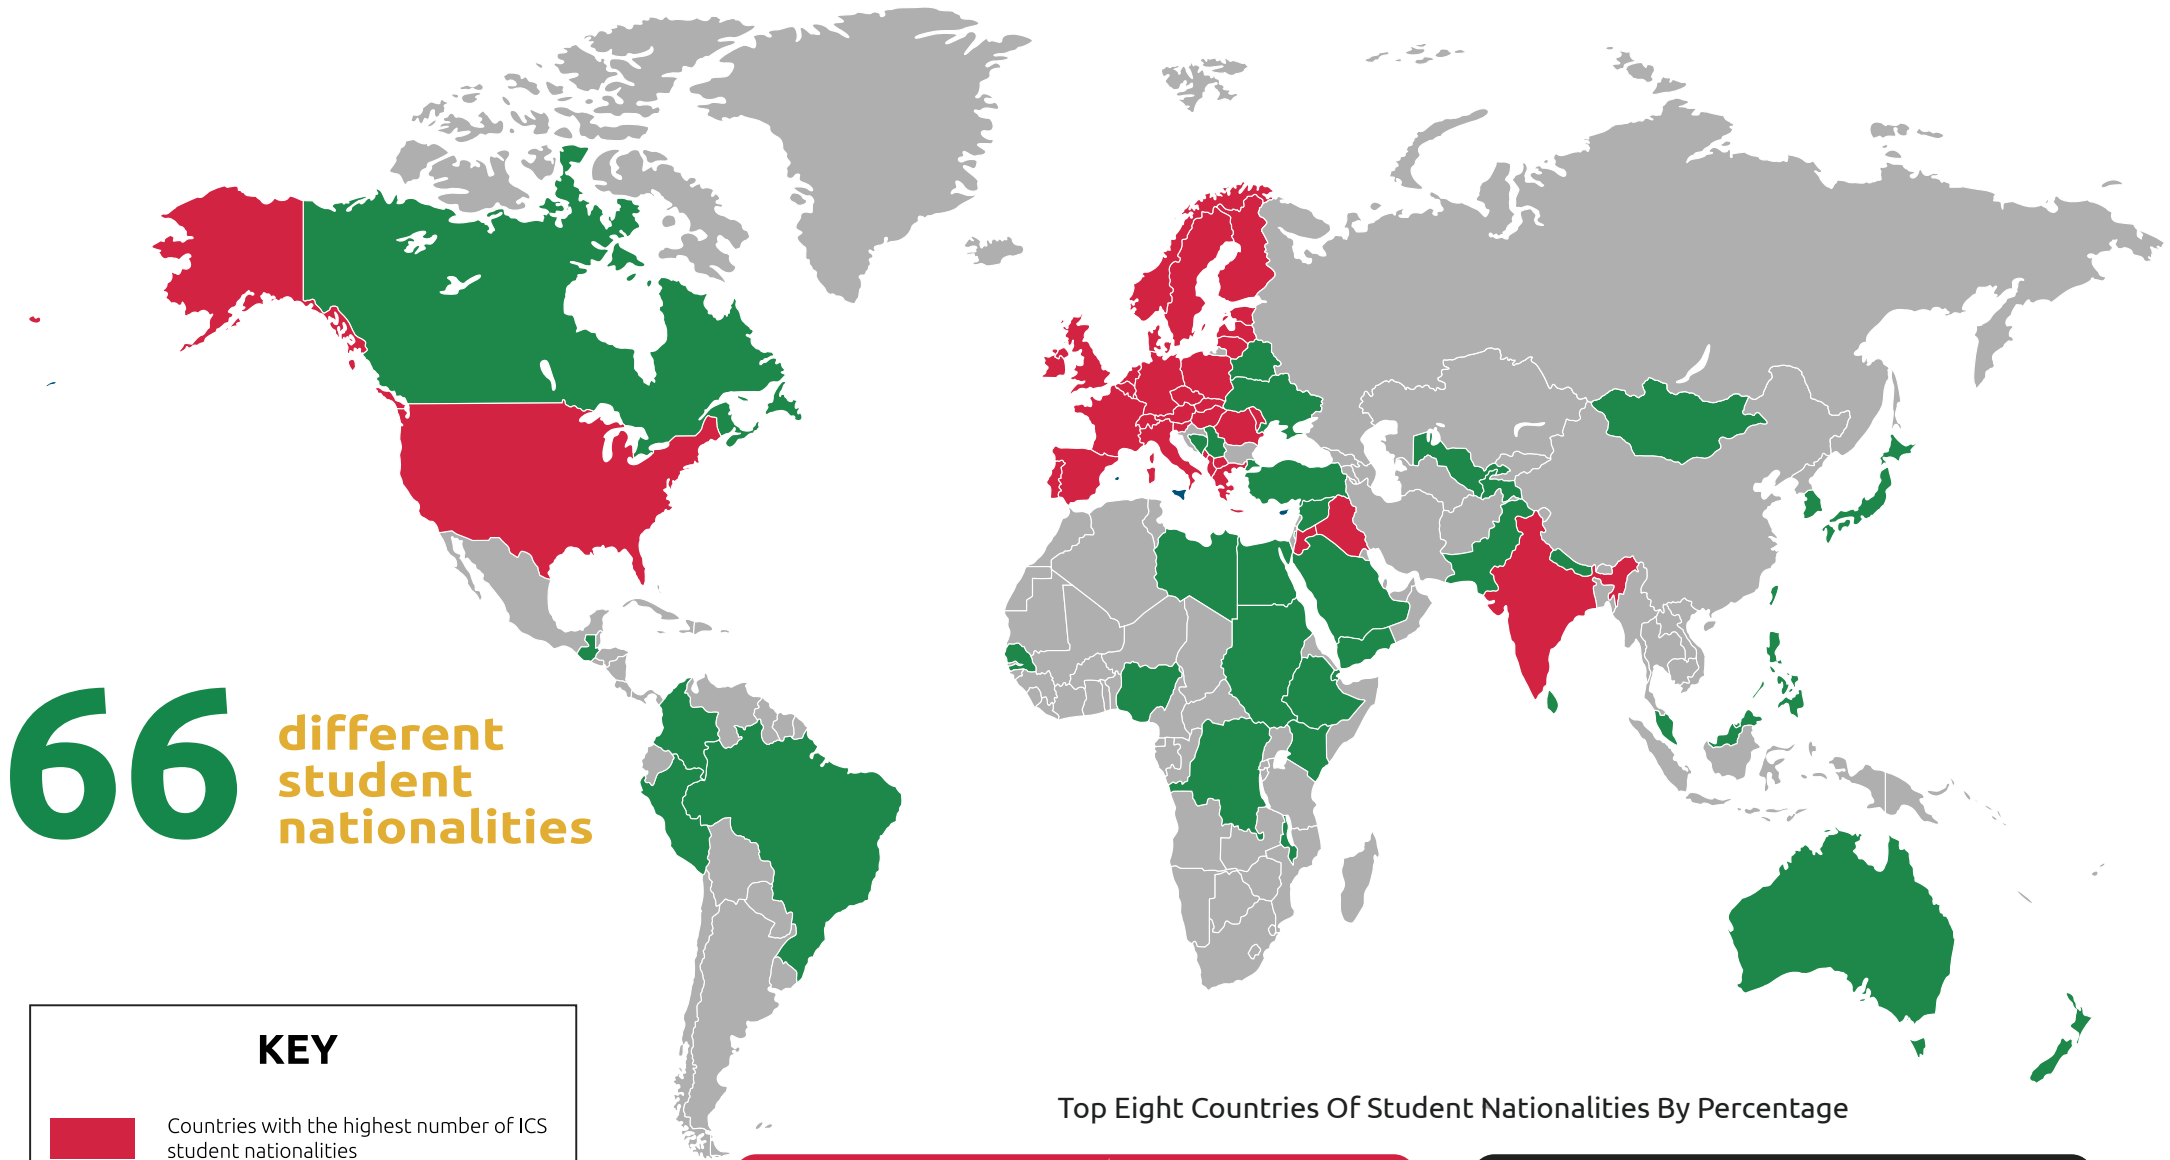 66
different
student
nationalities
KEY
Countries with the highest number of ICS
student nationalities
Top Eight Countries Of Student Nationalities By Percentage